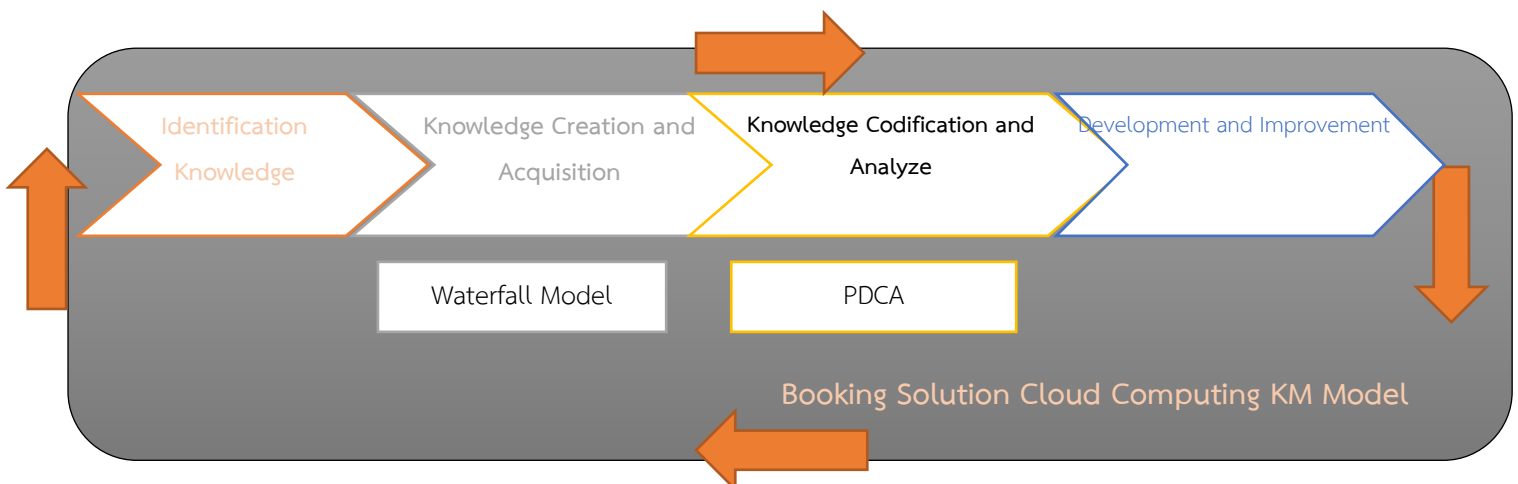 Identification
Knowledge
Knowledge Creation and
Acquisition
Knowledge Codification and
Analyze
Development and Improvement
Waterfall Model
PDCA
Booking Solution Cloud Computing KM Model